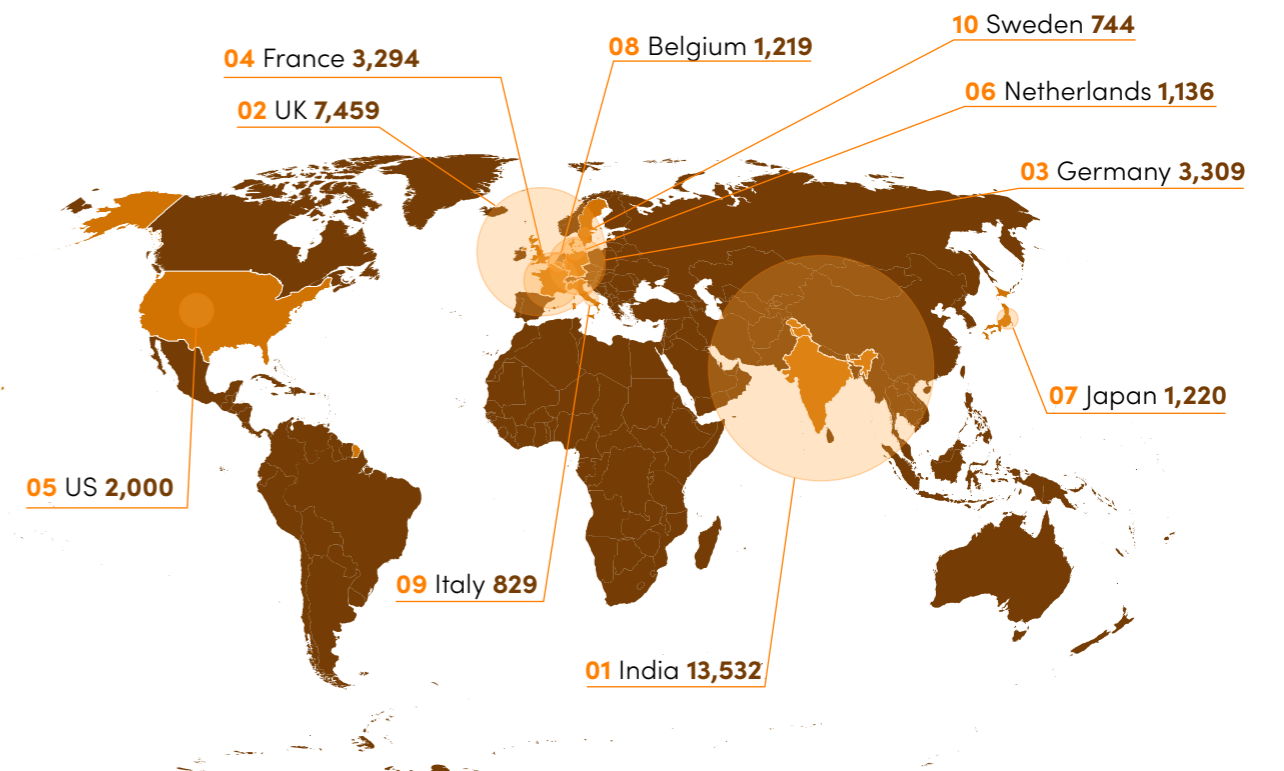 10 Sweden 744
08 Belgium 1,219
04 France 3,294
06 Netherlands 1,136
02 UK 7,459
03 Germany 3,309
07 Japan 1,220
05 US 2,000
09 Italy 829
01 India 13,532